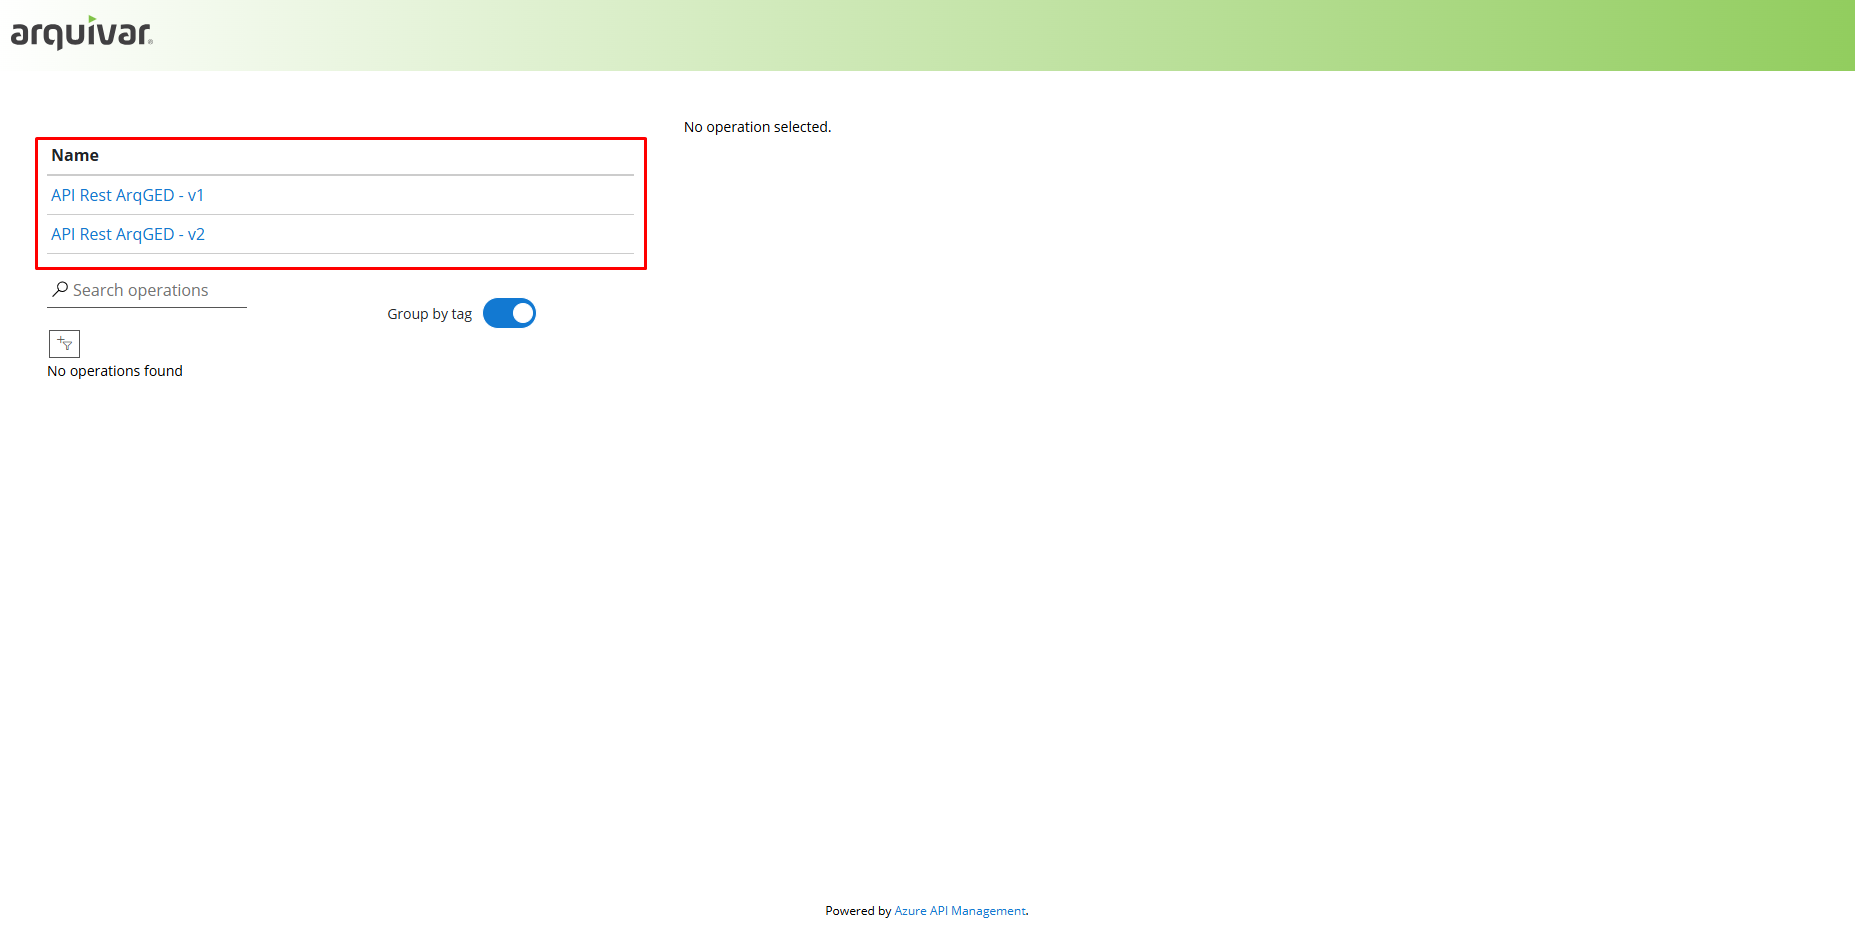 arquivar
No operation selected.
Name
API Rest ArqGED - v1
API Rest ArqGED - v2
Search operations
Group by tag
No operations found
Powered by Azure API Management.